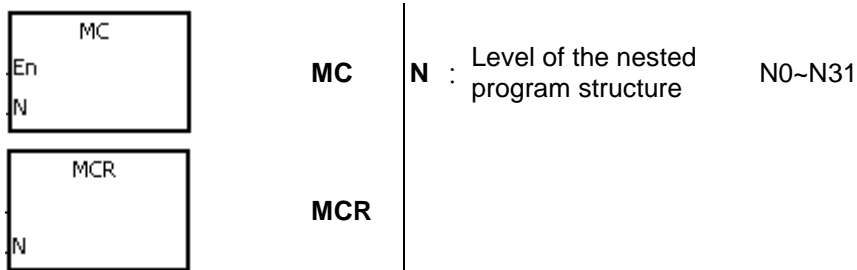 MC
En
N
MC
N : Level of the nested
program structure
N0~N31
MCR
N
MCR